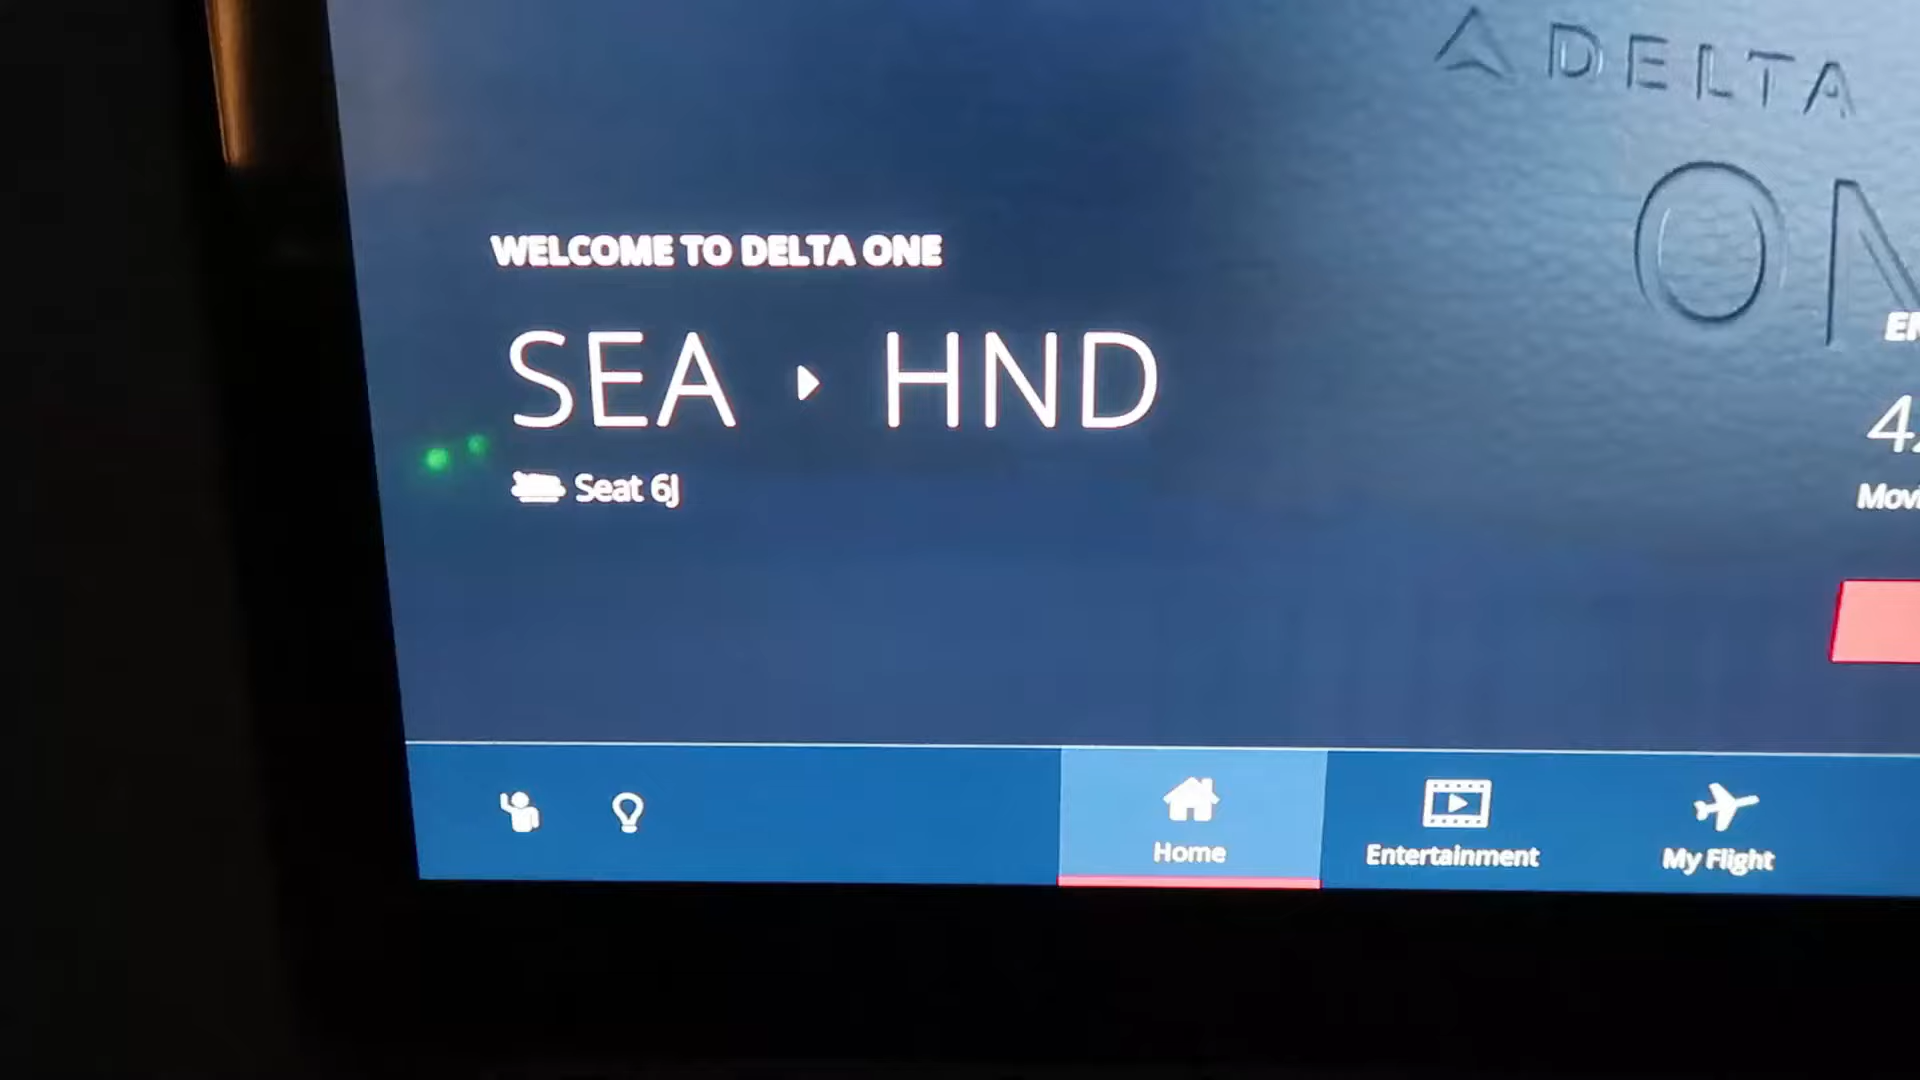 DELTA
WELCOME TO DELTA ONE
SEA HND
Seat 6J
Home
Entertainment
My Flight